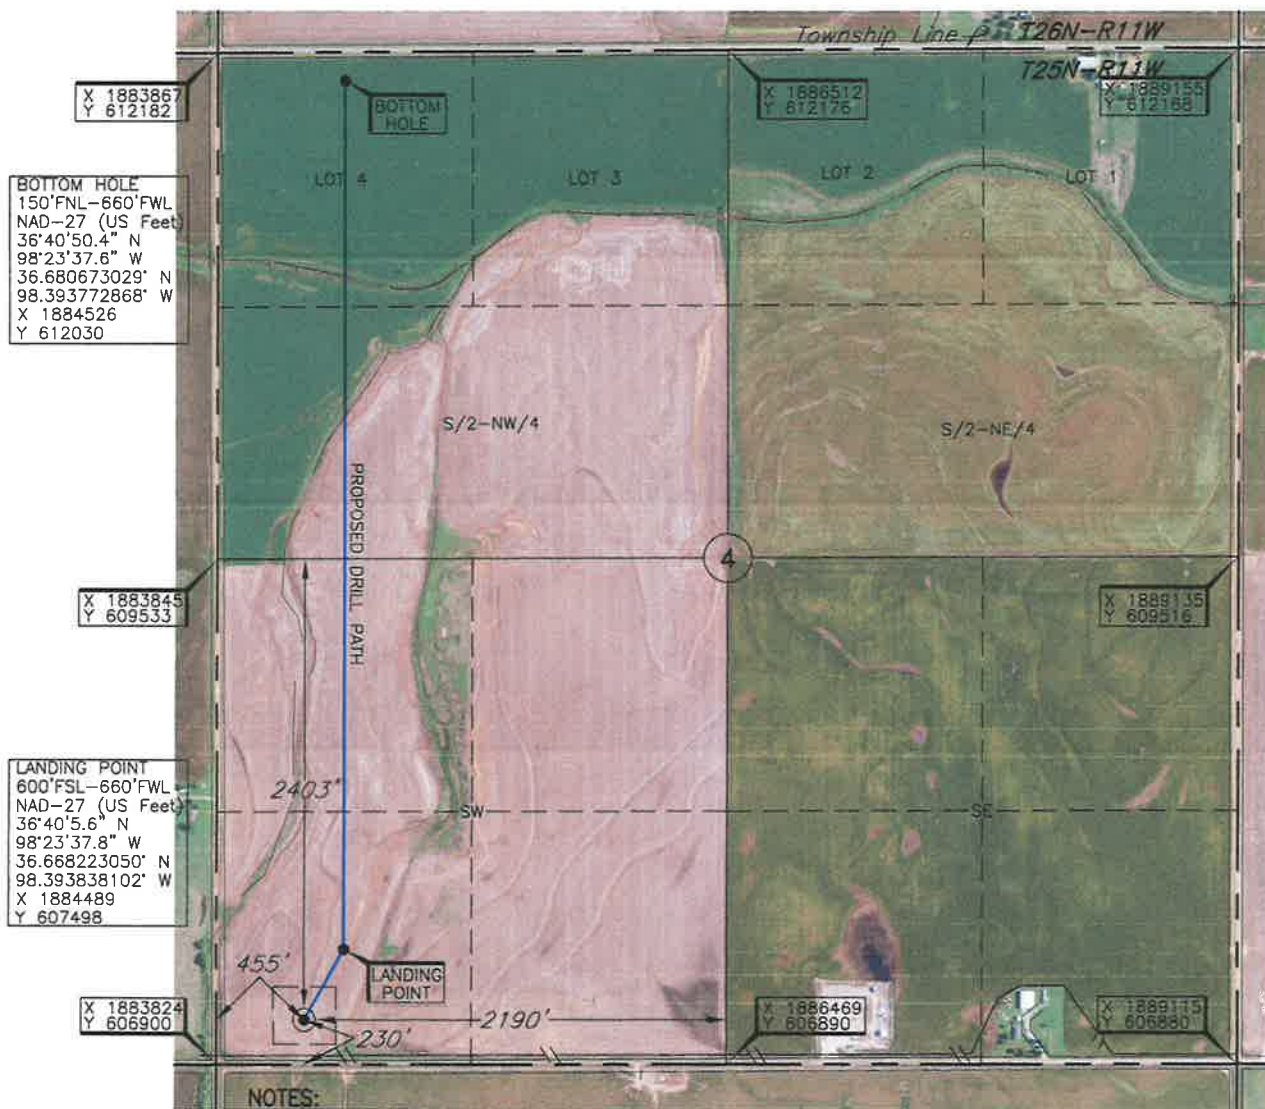 Township Line
T26N-R11W
T25N-R11W
X 1883867
Y 612182
BOTTOM
HOLE
X 1886512
Y 612176
X 1889155
Y 612168
BOTTOM HOLE
150'FNL-660'FWL
NAD-27 (US Feet)
36°40'50.4" N
98°23'37.6" W
36.680673029° N
98.393772868° W
X 1884526
Y 612030
LOT 4
LOT 3
LOT 2
LOT 1
S/2-NW/4
S/2-NE/4
PROPOSED DRILL PATH
4
X 1883845
Y 609533
X 1889135
Y 609516
LANDING POINT
600'FSL-660'FWL
NAD-27 (US Feet)
36°40'5.6" N
98°23'37.8" W
36.668223050° N
98.393838102° W
X 1884489
Y 607498
2403'
SW
SE
455'
LANDING
POINT
X 1883824
Y 606900
2190'
230'
X 1886469
Y 606890
X 1889115
Y 606880
NOTES: